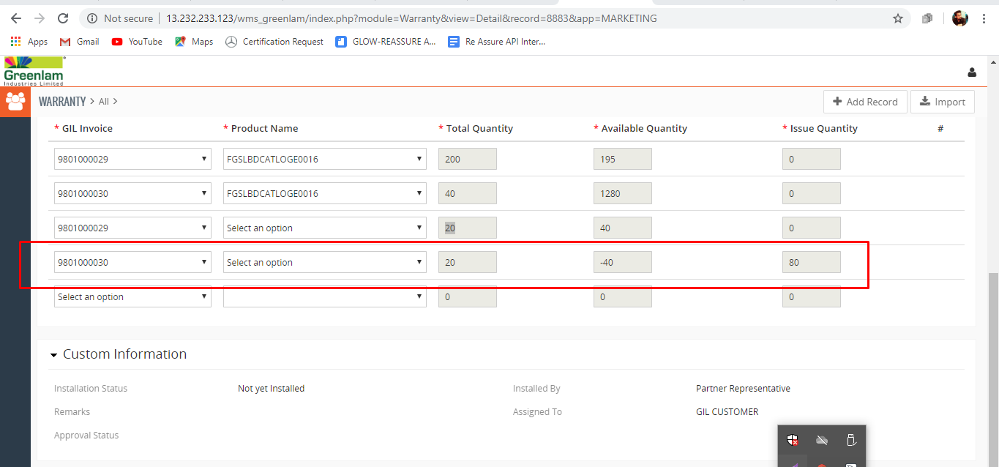 Not secure | 13.232.233.123/wms_greenlam/index.php?module=Warranty&view=Detail&record=8883&app=MARKETING
Apps Gmail YouTube Maps Certification Request GLOW-REASSURE A... Re Assure API Inter...
Greenlam
Industries Limited
WARRANTY > All > + Add Record Import
* GIL Invoice * Product Name * Total Quantity * Available Quantity * Issue Quantity #
9801000029 FGSLBDCATLOGE0016 200 195 0
9801000030 FGSLBDCATLOGE0016 40 1280 0
9801000029 Select an option 20 40 0
9801000030 Select an option 20 -40 80
Select an option 0 0 0
Custom Information
Installation Status Not yet Installed Installed By Partner Representative
Remarks Assigned To GIL CUSTOMER
Approval Status